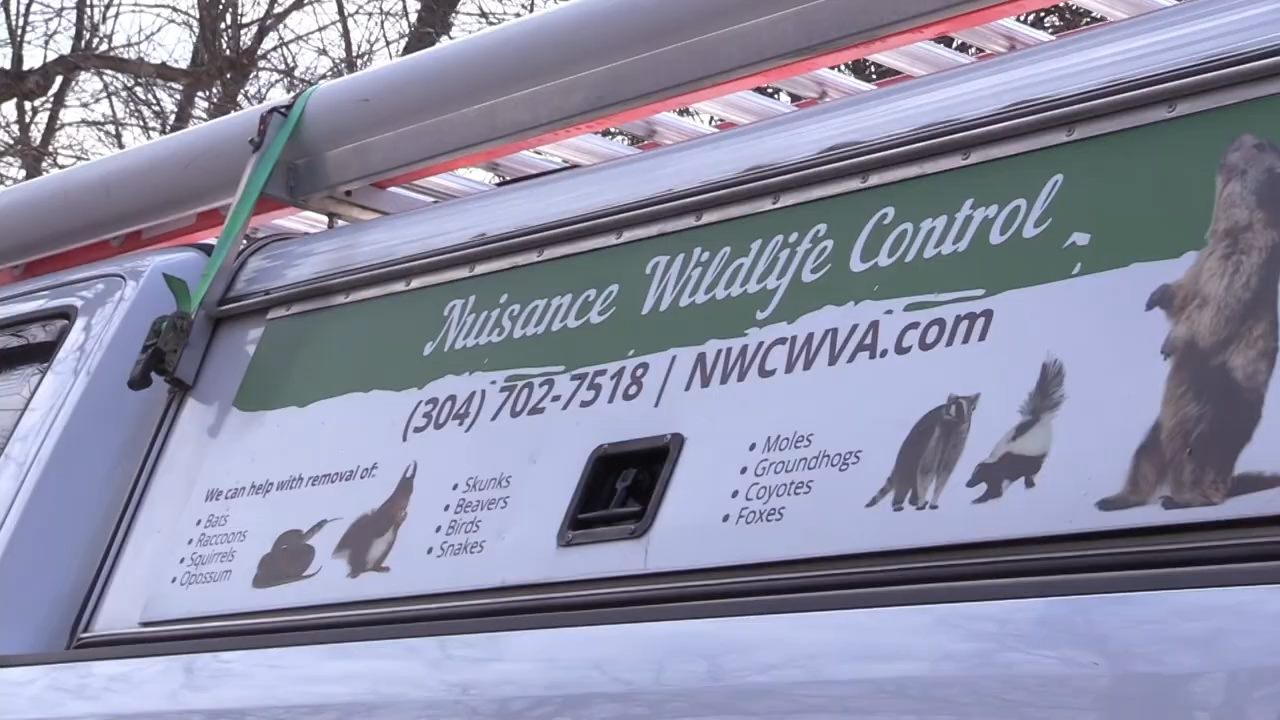 Nuisance Wildlife Control
(304) 702-7518 | NWCWVA.com
We can help with removal of:
• Bats
• Raccoons
• Squirrels
• Opossum
• Skunks
• Beavers
• Birds
• Snakes
• Moles
• Groundhogs
• Coyotes
• Foxes